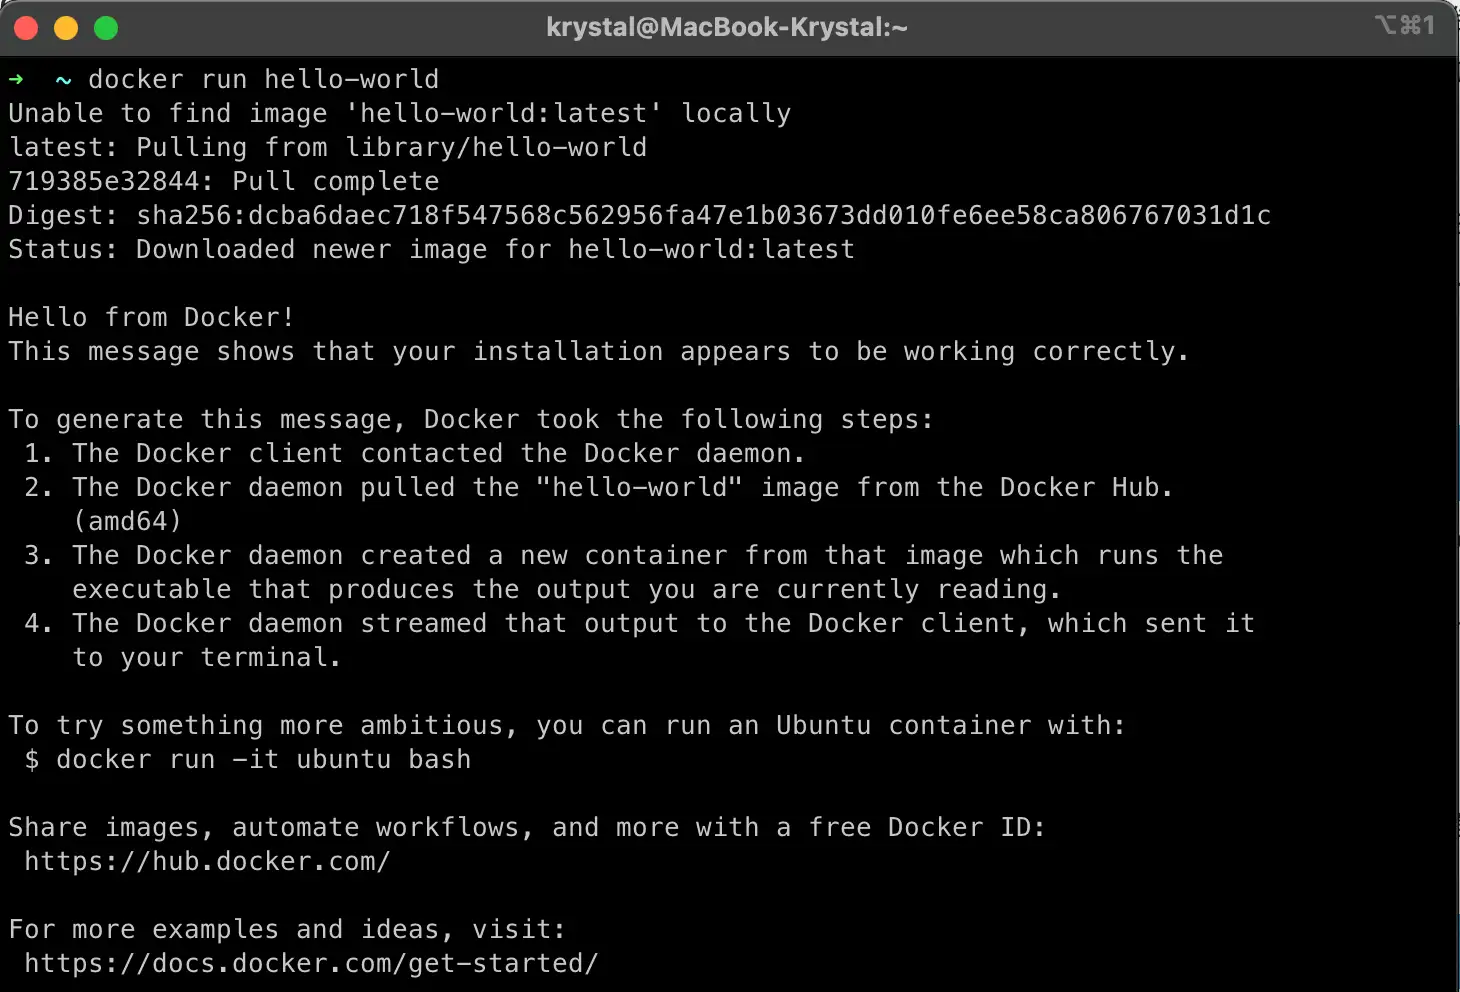 krystal@MacBook-Krystal:~
⌥⌘1
→ ~ docker run hello-world
Unable to find image 'hello-world:latest' locally
latest: Pulling from library/hello-world
719385e32844: Pull complete
Digest: sha256:dcba6daec718f547568c562956fa47e1b03673dd010fe6ee58ca806767031d1c
Status: Downloaded newer image for hello-world:latest

Hello from Docker!
This message shows that your installation appears to be working correctly.

To generate this message, Docker took the following steps:
 1. The Docker client contacted the Docker daemon.
 2. The Docker daemon pulled the "hello-world" image from the Docker Hub.
    (amd64)
 3. The Docker daemon created a new container from that image which runs the
    executable that produces the output you are currently reading.
 4. The Docker daemon streamed that output to the Docker client, which sent it
    to your terminal.

To try something more ambitious, you can run an Ubuntu container with:
 $ docker run -it ubuntu bash

Share images, automate workflows, and more with a free Docker ID:
 https://hub.docker.com/

For more examples and ideas, visit:
 https://docs.docker.com/get-started/